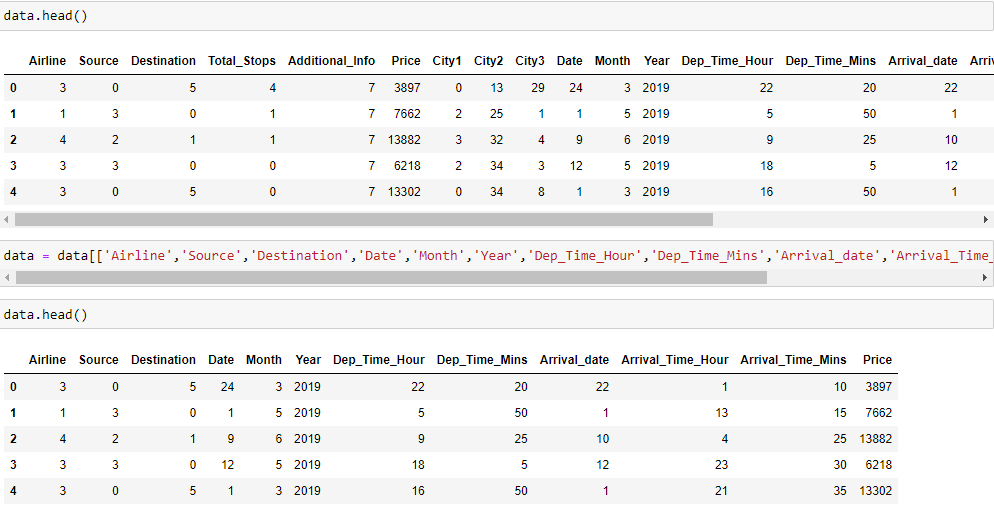 data.head()
Airline Source Destination Total_Stops Additional_Info Price City1 City2 City3 Date Month Year Dep_Time_Hour Dep_Time_Mins Arrival_date Arri
0 3 0 5 4 7 3897 0 13 29 24 3 2019 22 20 22
1 1 3 0 1 7 7662 2 25 1 1 5 2019 5 50 1
2 4 2 1 1 7 13882 3 32 4 9 6 2019 9 25 10
3 3 3 0 0 7 6218 2 34 3 12 5 2019 18 5 12
4 3 0 5 0 7 13302 0 34 8 1 3 2019 16 50 1
data = data[['Airline','Source','Destination','Date','Month','Year','Dep_Time_Hour','Dep_Time_Mins','Arrival_date','Arrival_Time_
data.head()
Airline Source Destination Date Month Year Dep_Time_Hour Dep_Time_Mins Arrival_date Arrival_Time_Hour Arrival_Time_Mins Price
0 3 0 5 24 3 2019 22 20 22 1 10 3897
1 1 3 0 1 5 2019 5 50 1 13 15 7662
2 4 2 1 9 6 2019 9 25 10 4 25 13882
3 3 3 0 12 5 2019 18 5 12 23 30 6218
4 3 0 5 1 3 2019 16 50 1 21 35 13302